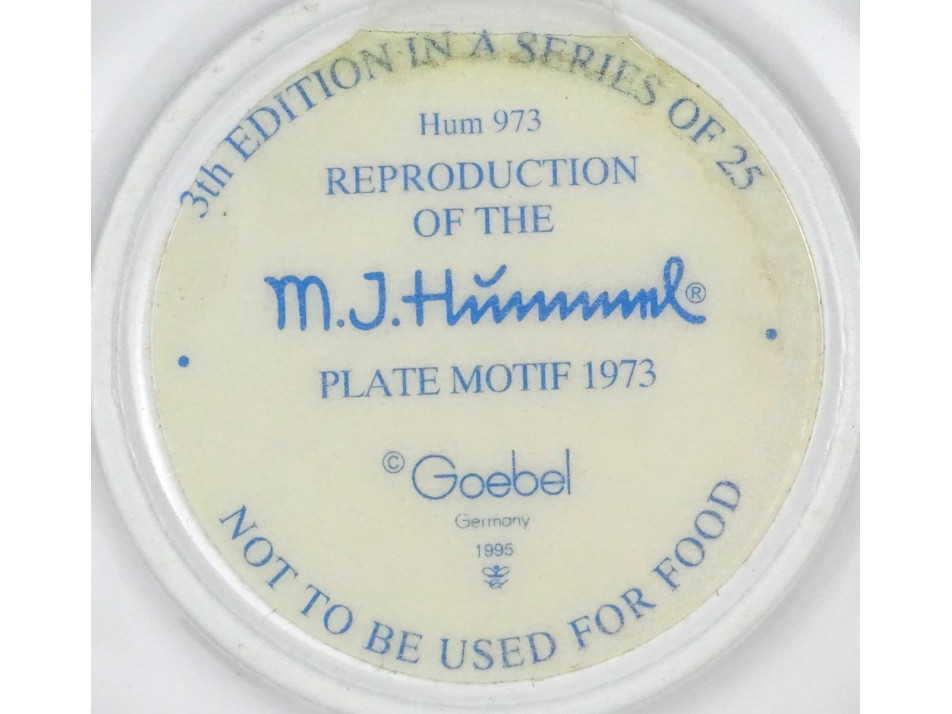 3th EDITION IN A SERIES OF 25
Hum 973
REPRODUCTION
OF THE
M.J.Hummel®
PLATE MOTIF 1973
© Goebel
Germany
1995
NOT TO BE USED FOR FOOD